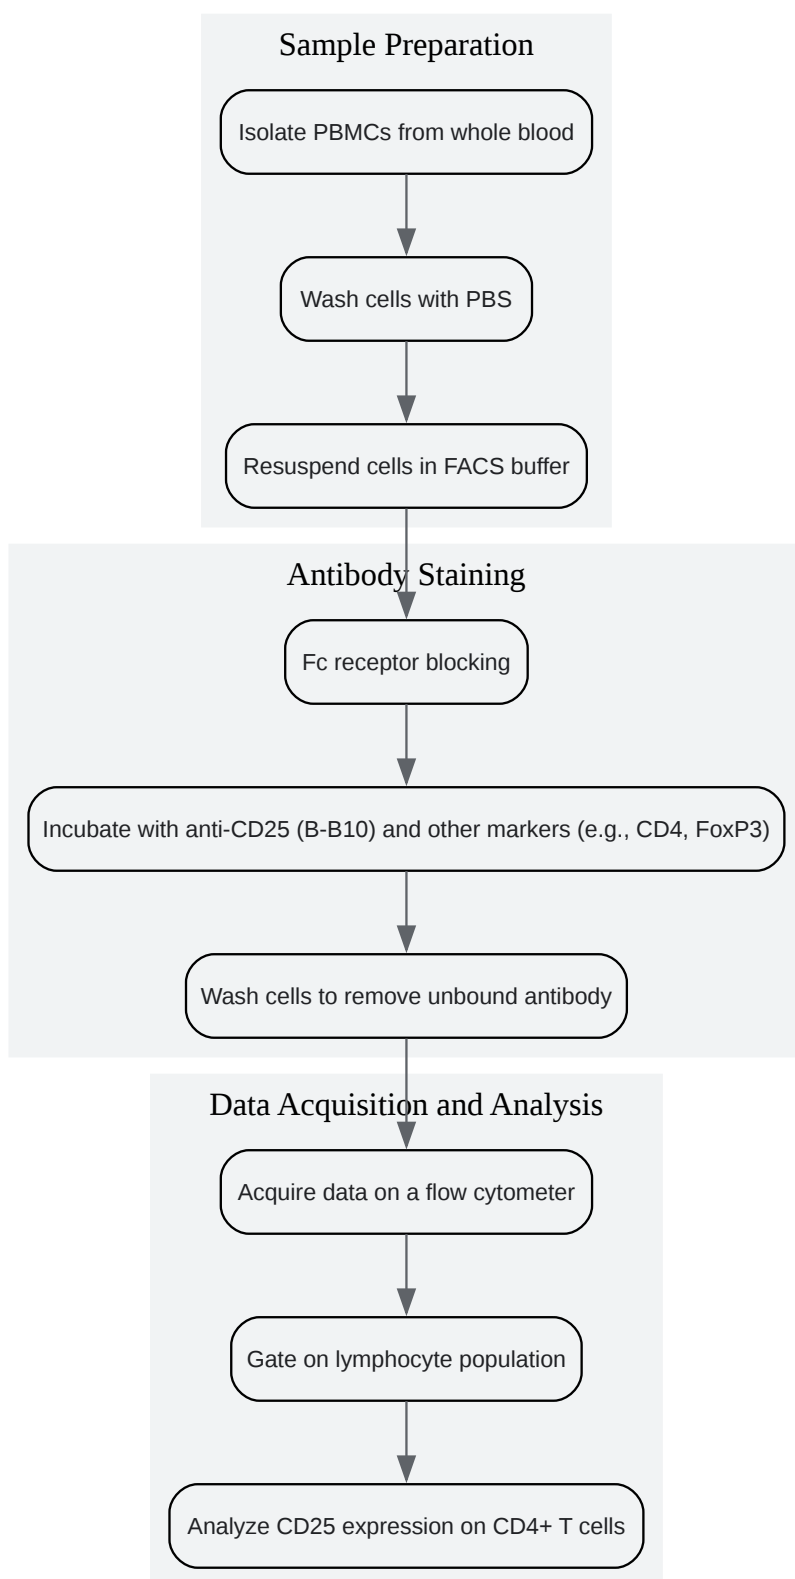 Sample Preparation
Isolate PBMCs from whole blood
Wash cells with PBS
Resuspend cells in FACS buffer
Antibody Staining
Fc receptor blocking
Incubate with anti-CD25 (B-B10) and other markers (e.g., CD4, FoxP3)
Wash cells to remove unbound antibody
Data Acquisition and Analysis
Acquire data on a flow cytometer
Gate on lymphocyte population
Analyze CD25 expression on CD4+ T cells